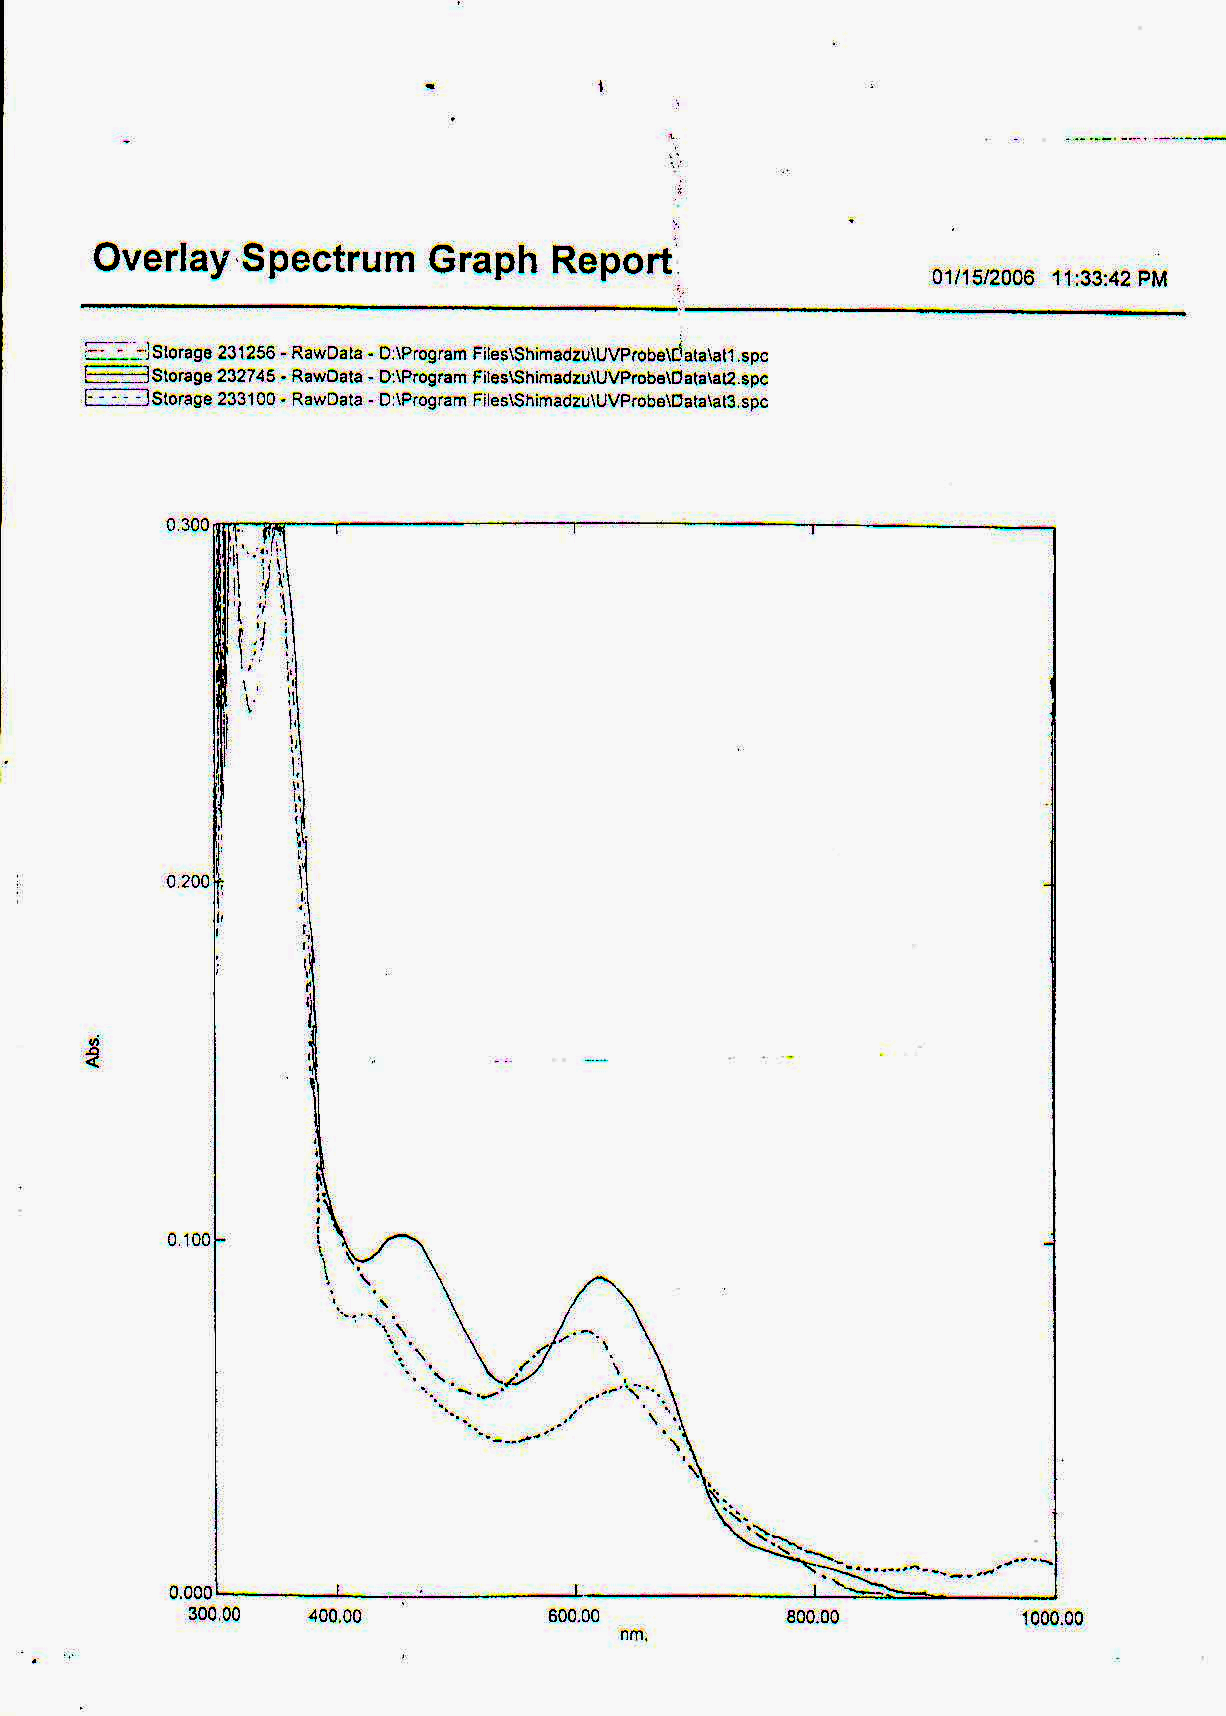 Overlay Spectrum Graph Report
01/15/2006 11:33:42 PM
Storage 231256 - RawData - D:\Program Files\Shimadzu\UVProbe\Data\at1.spc
Storage 232745 - RawData - D:\Program Files\Shimadzu\UVProbe\Data\at2.spc
Storage 233100 - RawData - D:\Program Files\Shimadzu\UVProbe\Data\at3.spc
0.300
0.200
Abs.
0.100
0.000
300.00 400.00 600.00 800.00 1000.00
nm.